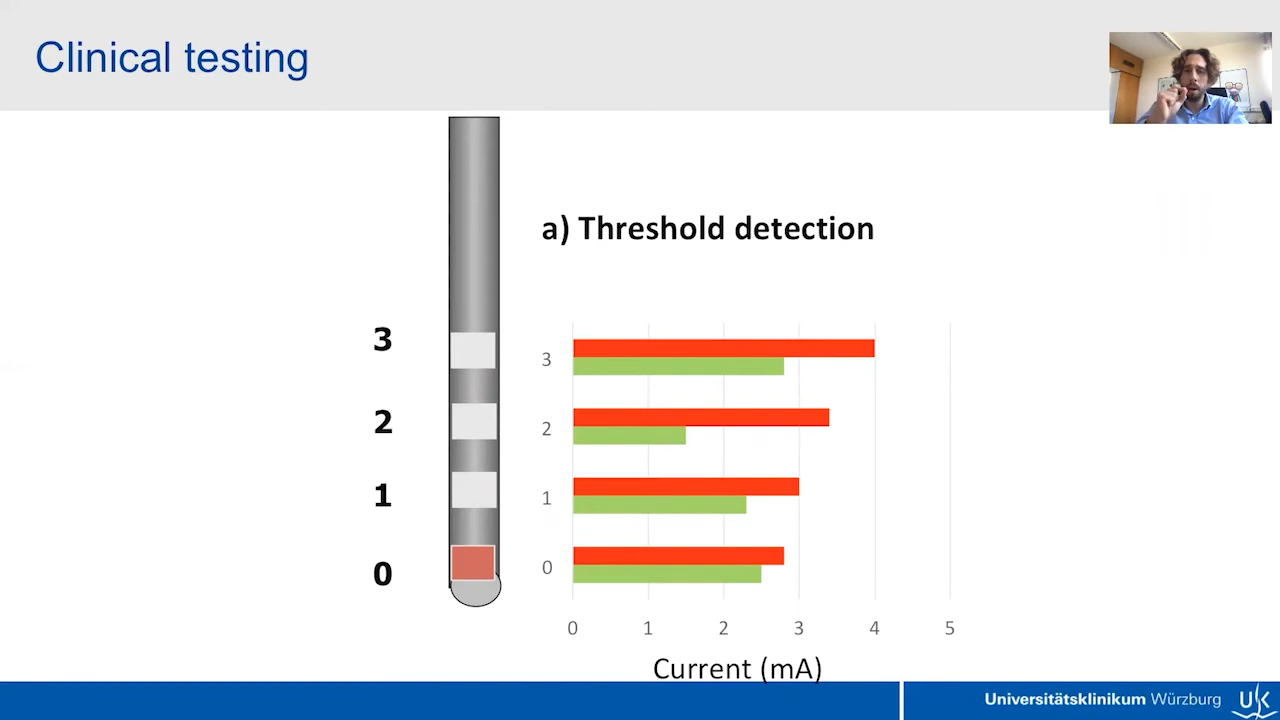 Clinical testing
a) Threshold detection
3
2
1
0
3
2
1
0
0 1 2 3 4 5
Current (mA)
Universitätsklinikum Würzburg UK